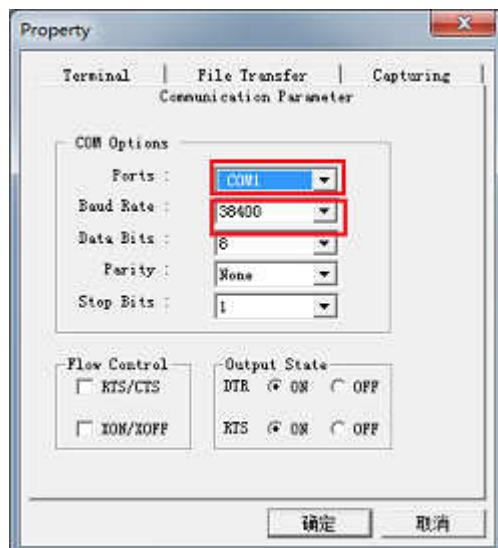 Property
Terminal | File Transfer | Capturing |
Communication Parameter
COM Options
Ports : COM1
Baud Rate : 38400
Data Bits : 8
Parity : None
Stop Bits : 1
Flow Control
RTS/CTS
XON/XOFF
Output State
DTR ON OFF
RTS ON OFF
确定 取消